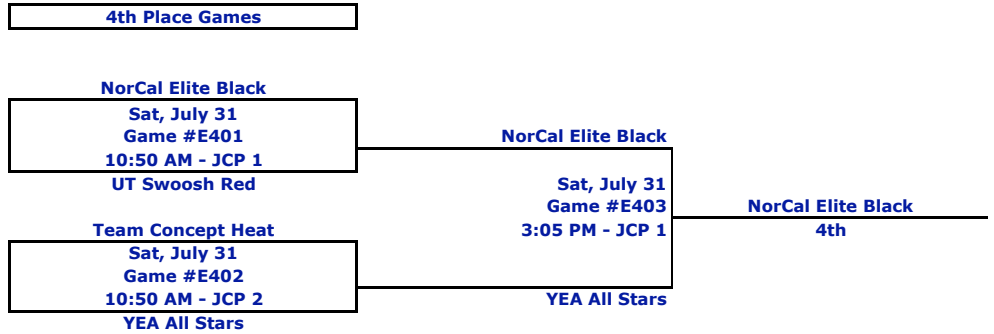 4th Place Games
NorCal Elite Black
Sat, July 31
Game #E401
10:50 AM - JCP 1
UT Swoosh Red
Team Concept Heat
Sat, July 31
Game #E402
10:50 AM - JCP 2
YEA All Stars
NorCal Elite Black
Sat, July 31
Game #E403
3:05 PM - JCP 1
YEA All Stars
NorCal Elite Black
4th